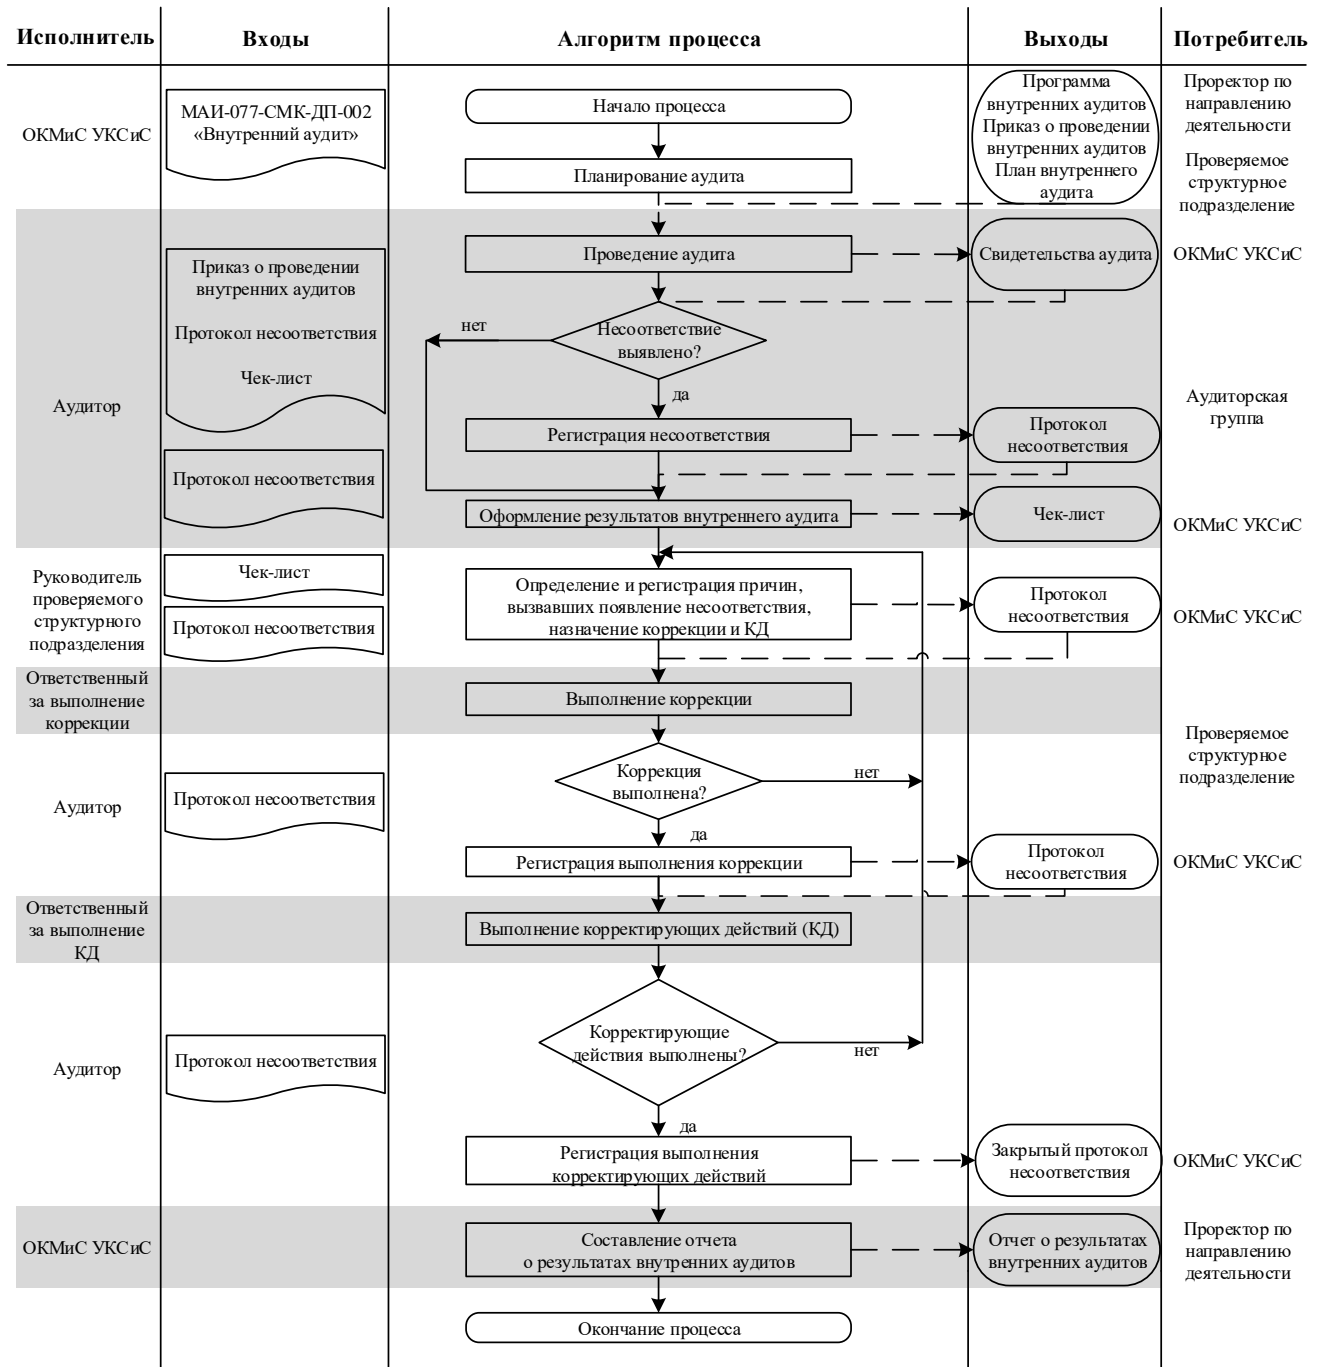 Исполнитель
Входы
Алгоритм процесса
Выходы
Потребитель
ОКМиС УКСиС
МАИ-077-СМК-ДП-002
«Внутренний аудит»
Начало процесса
Планирование аудита
Программа
внутренних аудитов
Приказ о проведении
внутренних аудитов
План внутреннего
аудита
Проректор по
направлению
деятельности
Проверяемое
структурное
подразделение
Аудитор
Приказ о проведении
внутренних аудитов
Протокол несоответствия
Чек-лист
Протокол несоответствия
Проведение аудита
Свидетельства аудита
ОКМиС УКСиС
Несоответствие
выявлено?
нет
да
Регистрация несоответствия
Протокол
несоответствия
Аудиторская
группа
Оформление результатов внутреннего аудита
Чек-лист
ОКМиС УКСиС
Руководитель
проверяемого
структурного
подразделения
Чек-лист
Протокол несоответствия
Определение и регистрация причин,
вызвавших появление несоответствия,
назначение коррекции и КД
Протокол
несоответствия
ОКМиС УКСиС
Ответственный
за выполнение
коррекции
Выполнение коррекции
Проверяемое
структурное
подразделение
Аудитор
Протокол несоответствия
Коррекция
выполнена?
нет
да
Регистрация выполнения коррекции
Протокол
несоответствия
ОКМиС УКСиС
Ответственный
за выполнение
КД
Выполнение корректирующих действий (КД)
Аудитор
Протокол несоответствия
Корректирующие
действия выполнены?
нет
да
Регистрация выполнения
корректирующих действий
Закрытый протокол
несоответствия
ОКМиС УКСиС
ОКМиС УКСиС
Составление отчета
о результатах внутренних аудитов
Отчет о результатах
внутренних аудитов
Проректор по
направлению
деятельности
Окончание процесса